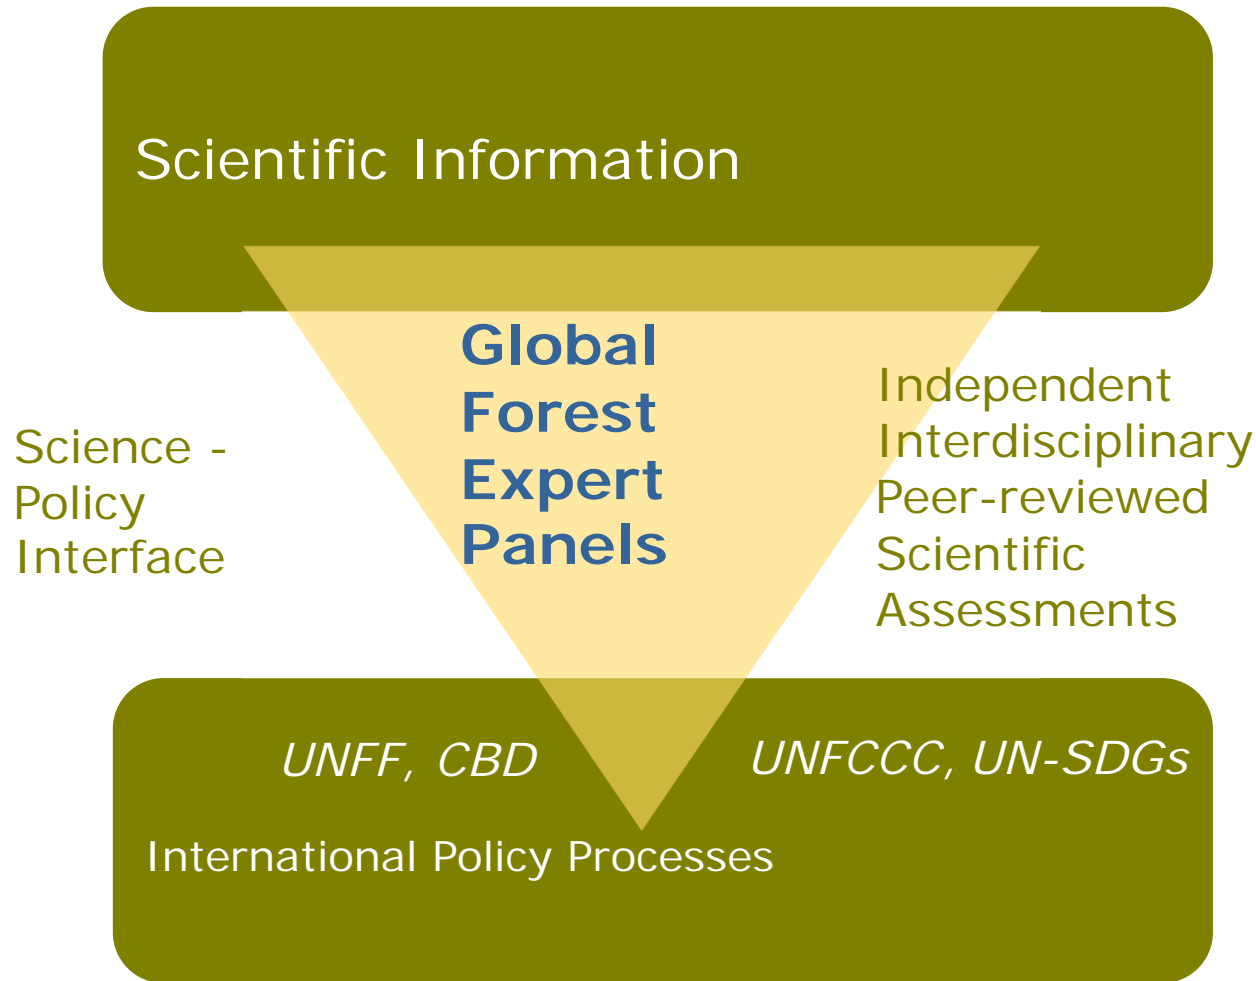 Scientific Information
Global
Forest
Expert
Panels
Science -
Policy
Interface
Independent
Interdisciplinary
Peer-reviewed
Scientific
Assessments
UNFF, CBD
UNFCCC, UN-SDGs
International Policy Processes